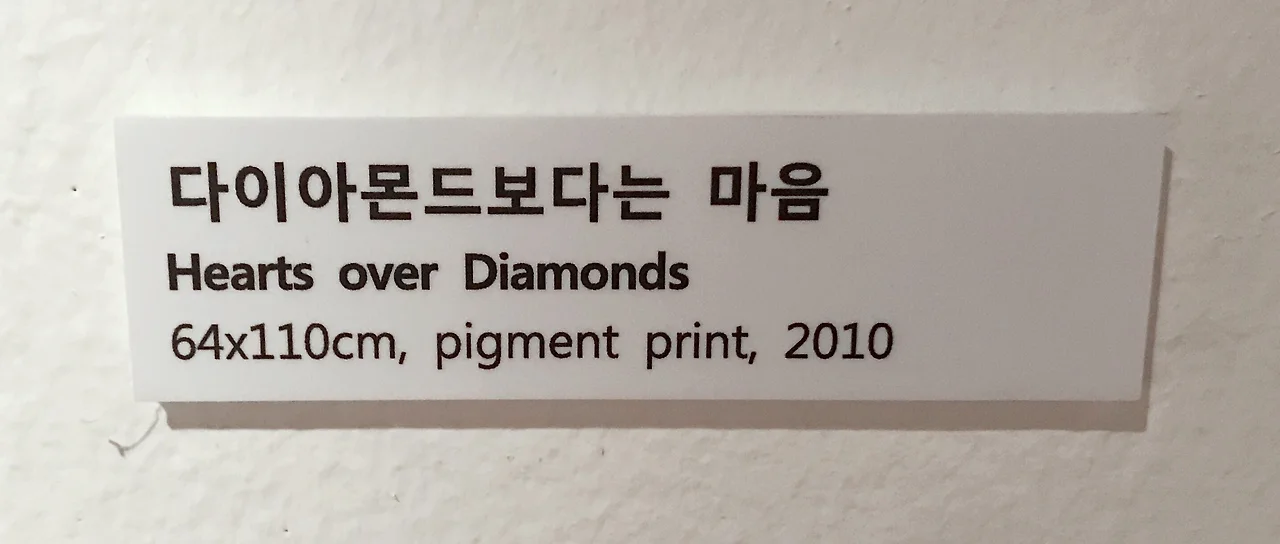 다이아몬드보다는 마음
Hearts over Diamonds
64x110cm, pigment print, 2010